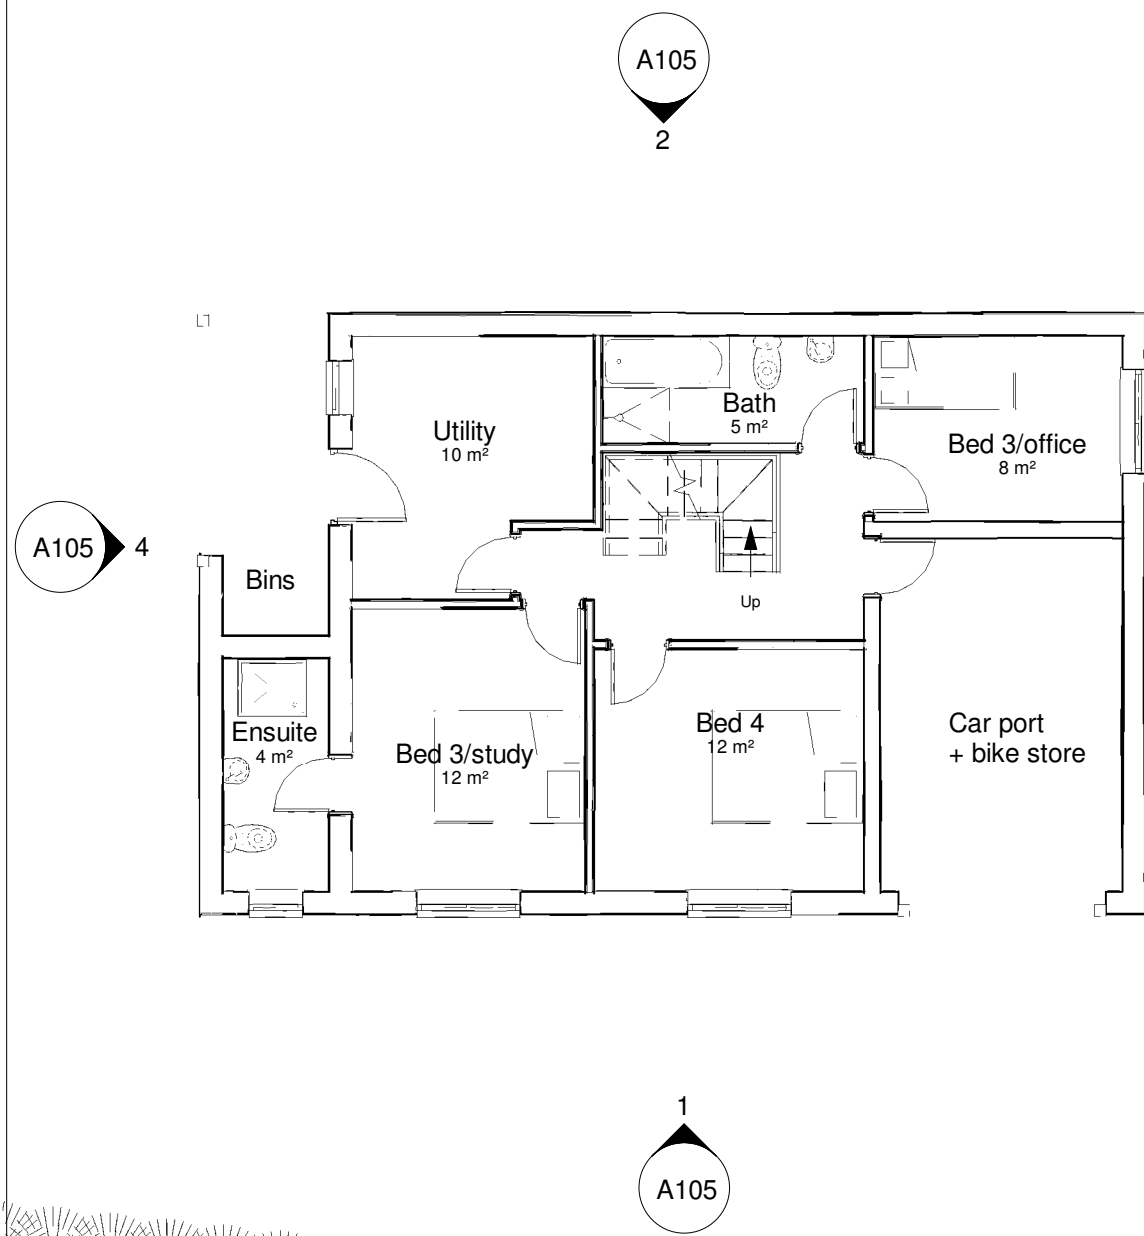 A105
2
Utility
10 m²
Bath
5 m²
Bed 3/office
8 m²
A105
4
Bins
Up
Ensuite
4 m²
Bed 3/study
12 m²
Bed 4
12 m²
Car port
+ bike store
1
A105